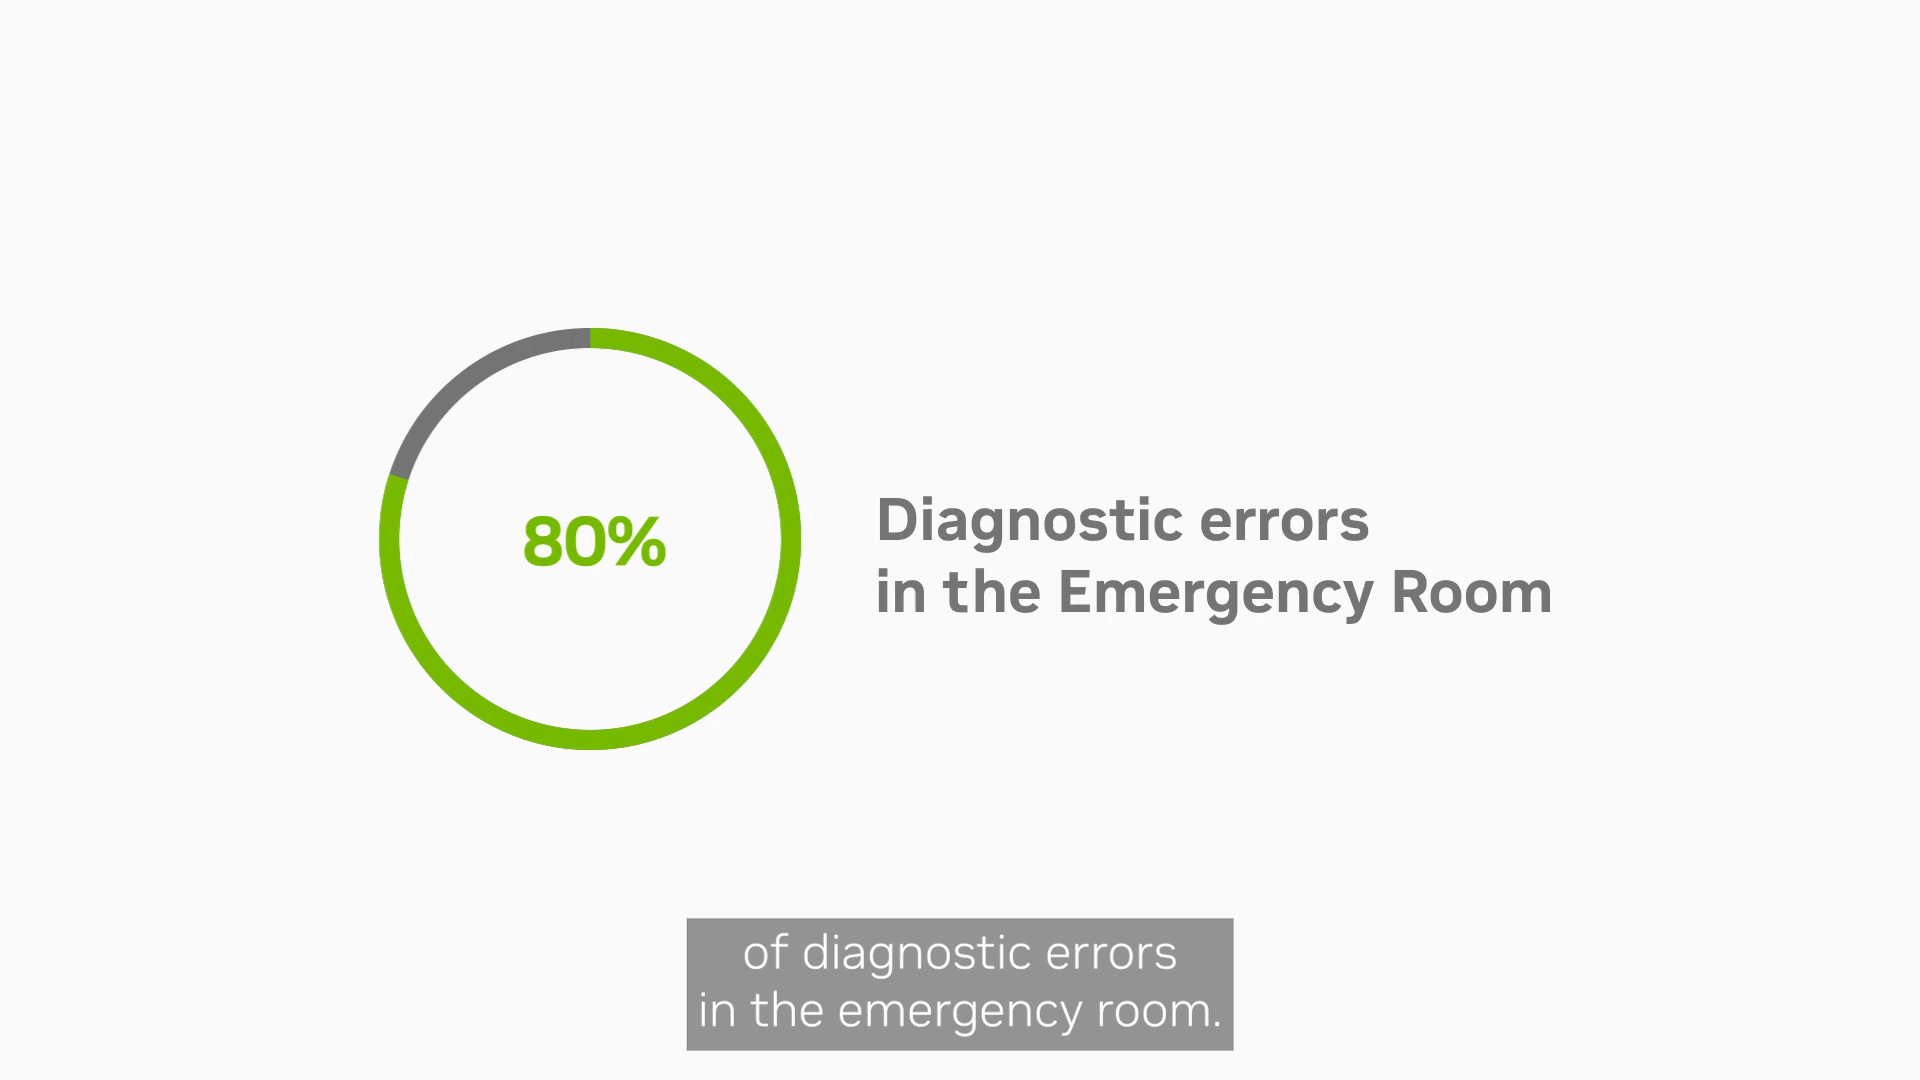 80%
Diagnostic errors
in the Emergency Room
of diagnostic errors
in the emergency room.